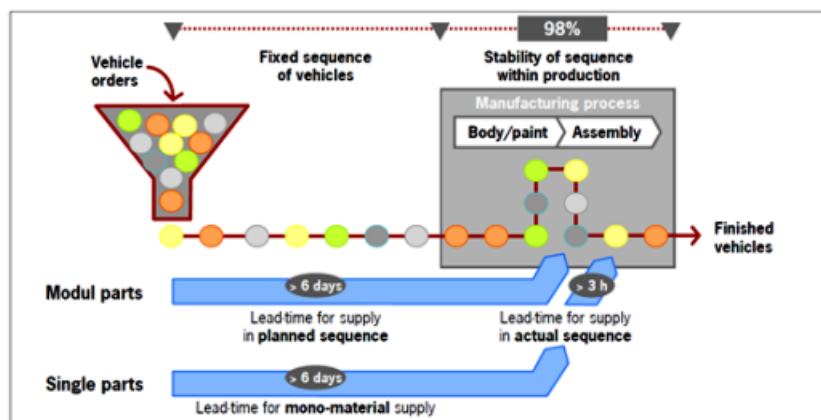 98%
Vehicle
orders
Fixed sequence
of vehicles
Stability of sequence
within production
Manufacturing process
Body/paint
Assembly
Finished
vehicles
Modul parts
> 6 days
> 3 h
Lead-time for supply
in planned sequence
Lead-time for supply
in actual sequence
Single parts
> 6 days
Lead-time for mono-material supply